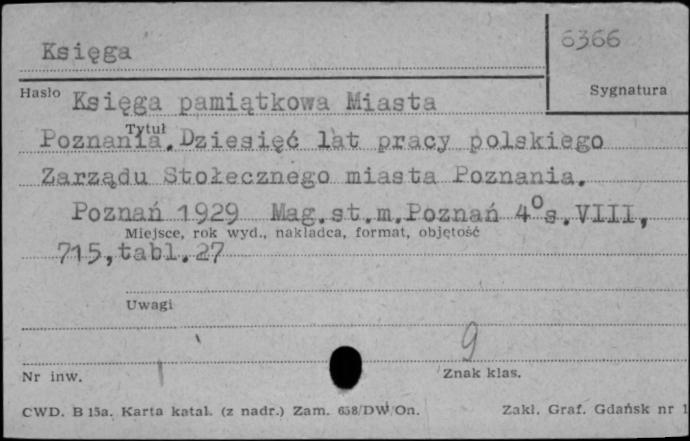 Księga
6366
Hasło
Sygnatura
Księga pamiątkowa Miasta
Tytuł
Poznania. Dziesięć lat pracy polskiego
Zarządu Stołecznego miasta Poznania.
Poznań 1929 Mag.st.m.Poznań 4° s.VIII,
Miejsce, rok wyd., nakładca, format, objętość
715,tabl.27
Uwagi
9
Nr inw.
Znak klas.
CWD. B 15a. Karta katal. (z nadr.) Zam. 658/DW/On.
Zakł. Graf. Gdańsk nr 1